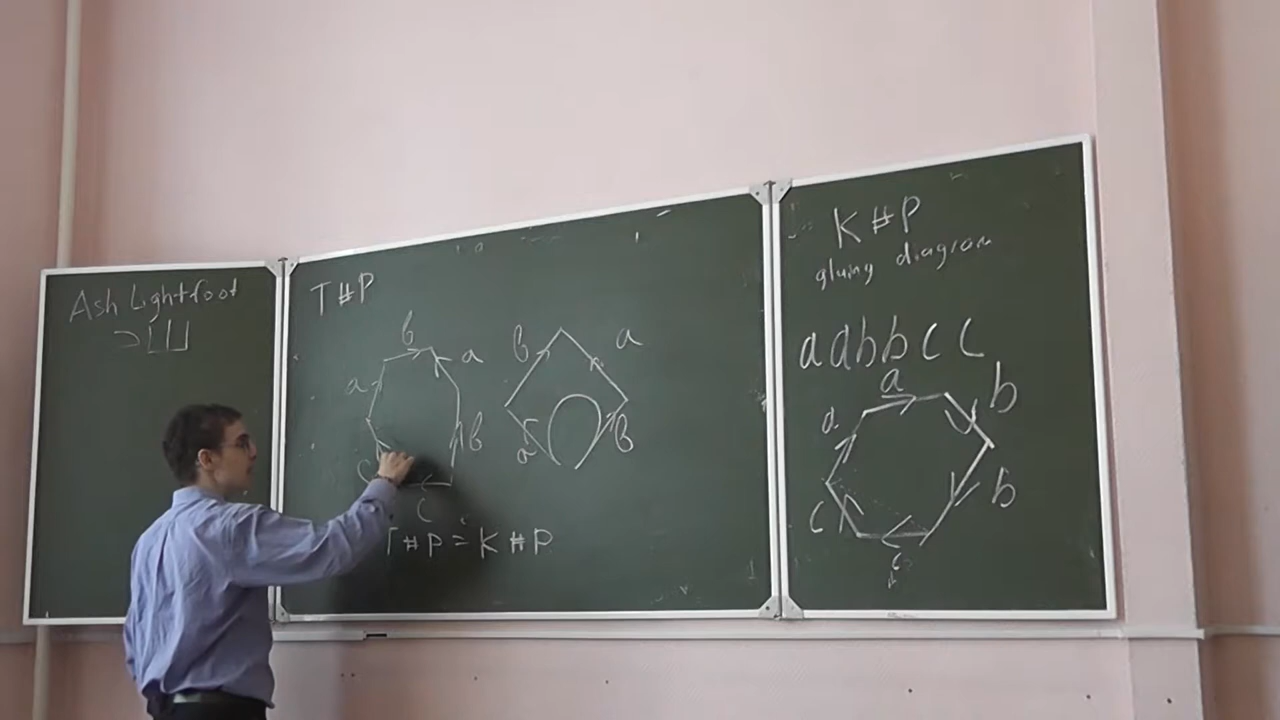 Ash Lightfoot
T # P
b
a
a
b
c
c
b
a
a
b
T # P = K # P
K # P
gluing diagram
aabbcc
a
b
a
b
c
c